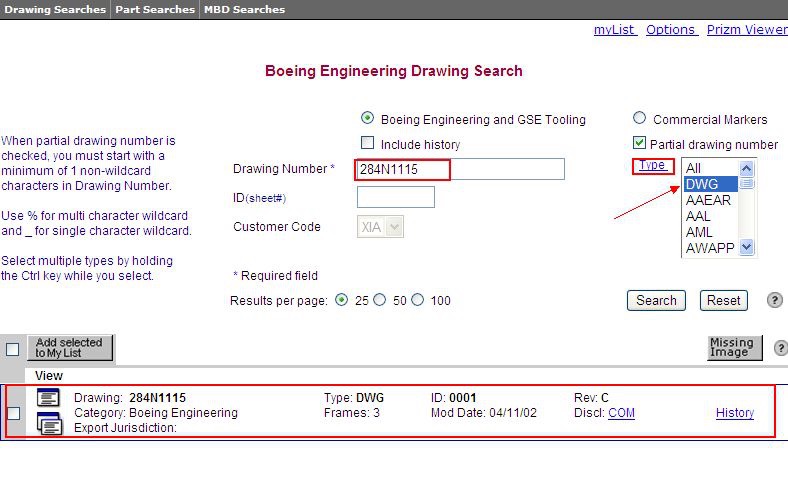 Drawing Searches Part Searches MBD Searches
myList Options Prizm Viewer
Boeing Engineering Drawing Search
Boeing Engineering and GSE Tooling
Commercial Markers
Include history
Partial drawing number
When partial drawing number is
checked, you must start with a
minimum of 1 non-wildcard
characters in Drawing Number.
Use % for multi character wildcard
and _ for single character wildcard.
Select multiple types by holding
the Ctrl key while you select.
Drawing Number * 284N1115
ID(sheet#)
Customer Code XIA
Type
All
DWG
AAEAR
AAL
AML
AWAPP
* Required field
Results per page: 25 50 100
Search Reset ?
Add selected
to My List
Missing
Image
?
View
Drawing: 284N1115 Type: DWG ID: 0001 Rev: C
Category: Boeing Engineering Frames: 3 Mod Date: 04/11/02 Discl: COM History
Export Jurisdiction: